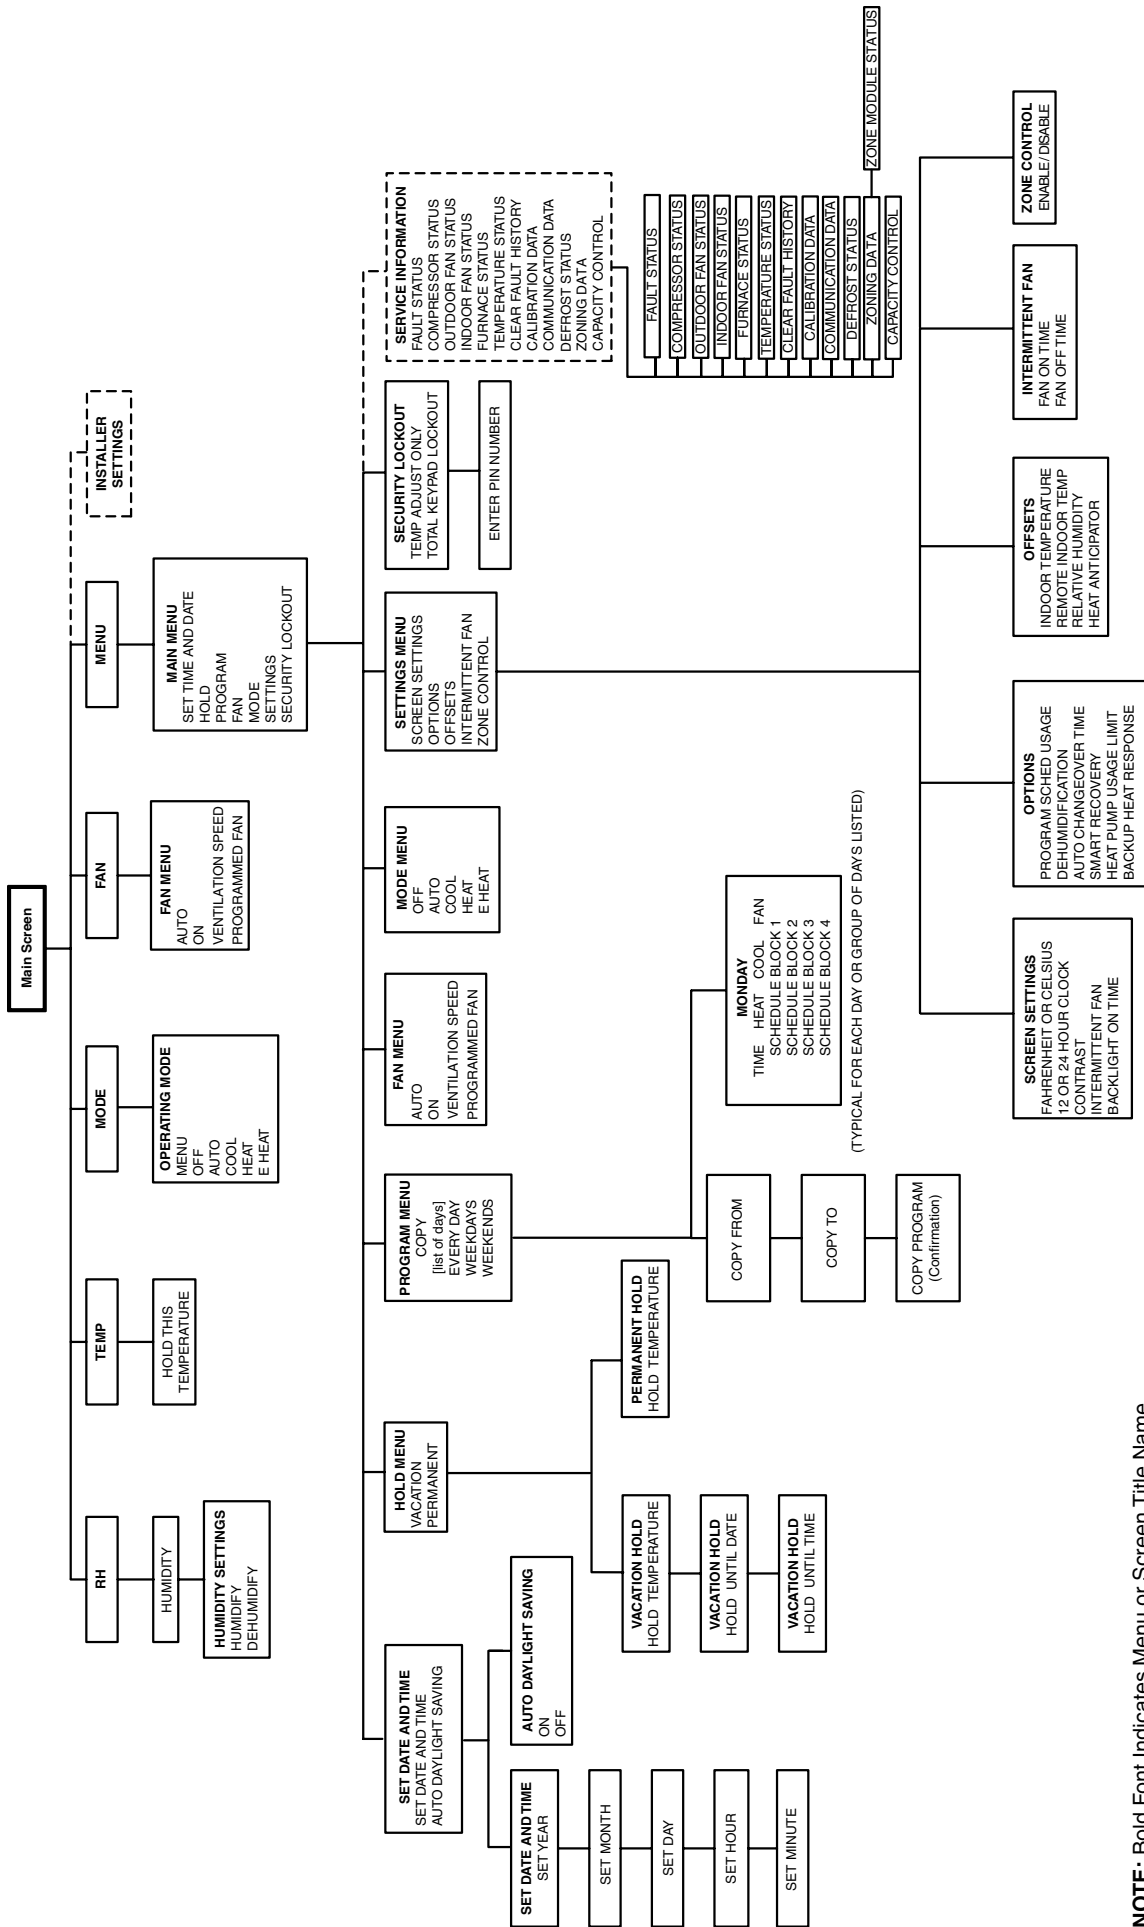 Main Screen
RH
TEMP
MODE
FAN
MENU
INSTALLER
SETTINGS
HUMIDITY
HUMIDITY SETTINGS
HUMIDIFY
DEHUMIDIFY
HOLD THIS
TEMPERATURE
OPERATING MODE
MENU
OFF
AUTO
COOL
HEAT
E HEAT
FAN MENU
AUTO
ON
VENTILATION SPEED
PROGRAMMED FAN
MAIN MENU
SET TIME AND DATE
HOLD
PROGRAM
FAN
MODE
SETTINGS
SECURITY LOCKOUT
SET DATE AND TIME
SET DATE AND TIME
AUTO DAYLIGHT SAVING
HOLD MENU
VACATION
PERMANENT
PROGRAM MENU
COPY
[list of days]
EVERY DAY
WEEKDAYS
WEEKENDS
FAN MENU
AUTO
ON
VENTILATION SPEED
PROGRAMMED FAN
MODE MENU
OFF
AUTO
COOL
HEAT
E HEAT
SETTINGS MENU
SCREEN SETTINGS
OPTIONS
OFFSETS
INTERMITTENT FAN
ZONE CONTROL
SECURITY LOCKOUT
TEMP ADJUST ONLY
TOTAL KEYPAD LOCKOUT
ENTER PIN NUMBER
SERVICE INFORMATION
FAULT STATUS
COMPRESSOR STATUS
OUTDOOR FAN STATUS
INDOOR FAN STATUS
FURNACE STATUS
TEMPERATURE STATUS
CLEAR FAULT HISTORY
CALIBRATION DATA
COMMUNICATION DATA
DEFROST STATUS
ZONING DATA
CAPACITY CONTROL
SET DATE AND TIME
SET YEAR
SET MONTH
SET DAY
SET HOUR
SET MINUTE
AUTO DAYLIGHT SAVING
ON
OFF
VACATION HOLD
HOLD TEMPERATURE
VACATION HOLD
HOLD UNTIL DATE
VACATION HOLD
HOLD UNTIL TIME
PERMANENT HOLD
HOLD TEMPERATURE
COPY FROM
COPY TO
COPY PROGRAM
(Confirmation)
MONDAY
TIME HEAT COOL FAN
SCHEDULE BLOCK 1
SCHEDULE BLOCK 2
SCHEDULE BLOCK 3
SCHEDULE BLOCK 4
(TYPICAL FOR EACH DAY OR GROUP OF DAYS LISTED)
FAULT STATUS
COMPRESSOR STATUS
OUTDOOR FAN STATUS
INDOOR FAN STATUS
FURNACE STATUS
TEMPERATURE STATUS
CLEAR FAULT HISTORY
CALIBRATION DATA
COMMUNICATION DATA
DEFROST STATUS
ZONING DATA
CAPACITY CONTROL
ZONE MODULE STATUS
SCREEN SETTINGS
FAHRENHEIT OR CELSIUS
12 OR 24 HOUR CLOCK
CONTRAST
INTERMITTENT FAN
BACKLIGHT ON TIME
OPTIONS
PROGRAM SCHED USAGE
DEHUMIDIFICATION
AUTO CHANGEOVER TIME
SMART RECOVERY
HEAT PUMP USAGE LIMIT
BACKUP HEAT RESPONSE
OFFSETS
INDOOR TEMPERATURE
REMOTE INDOOR TEMP
RELATIVE HUMIDITY
HEAT ANTICIPATOR
INTERMITTENT FAN
FAN ON TIME
FAN OFF TIME
ZONE CONTROL
ENABLE/DISABLE
NOTE: Bold Font Indicates Menu or Screen Title Name